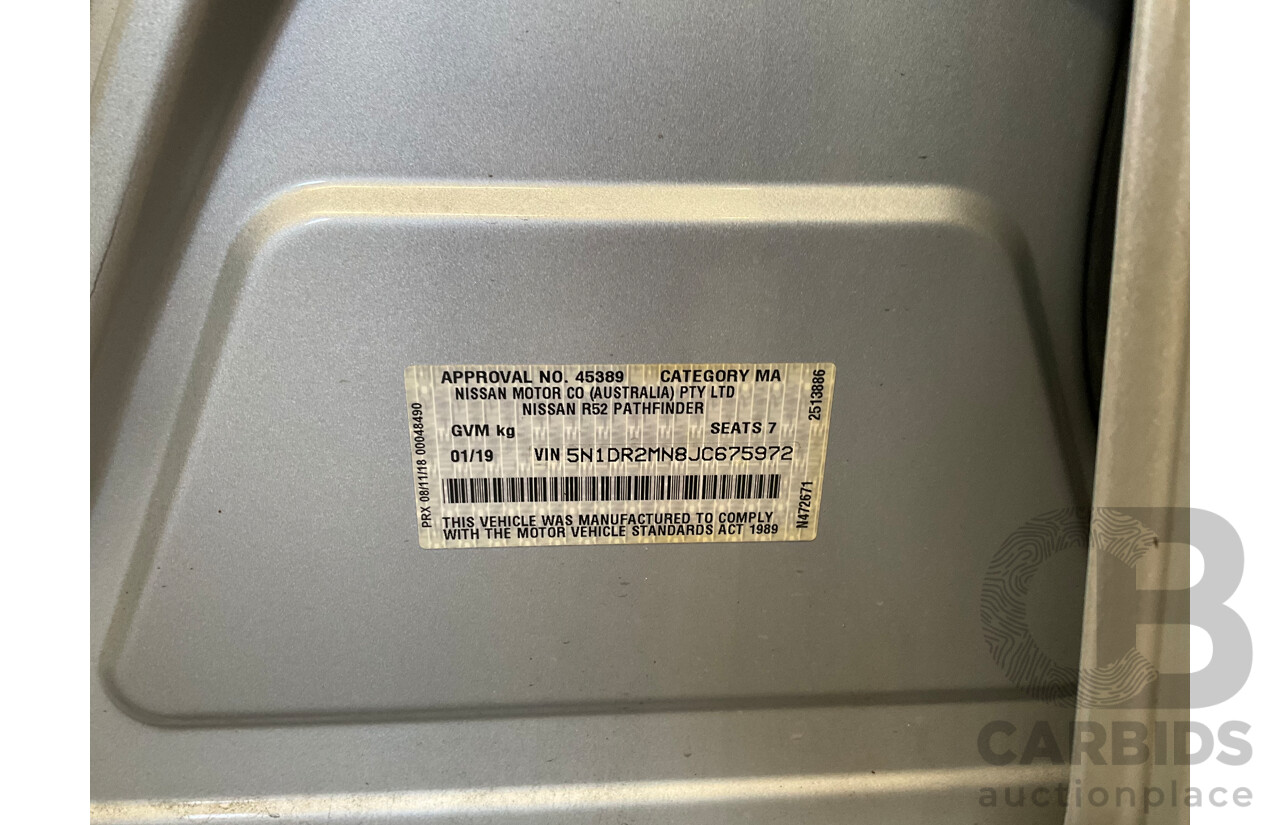 APPROVAL NO. 45389 CATEGORY MA
NISSAN MOTOR CO (AUSTRALIA) PTY LTD
NISSAN R52 PATHFINDER
GVM kg SEATS 7
01/19 VIN 5N1DR2MN8JC675972
THIS VEHICLE WAS MANUFACTURED TO COMPLY
WITH THE MOTOR VEHICLE STANDARDS ACT 1989
PRX 08/11/18 00048490
2513886
N472671
CB
CARBIDS
auctionplace